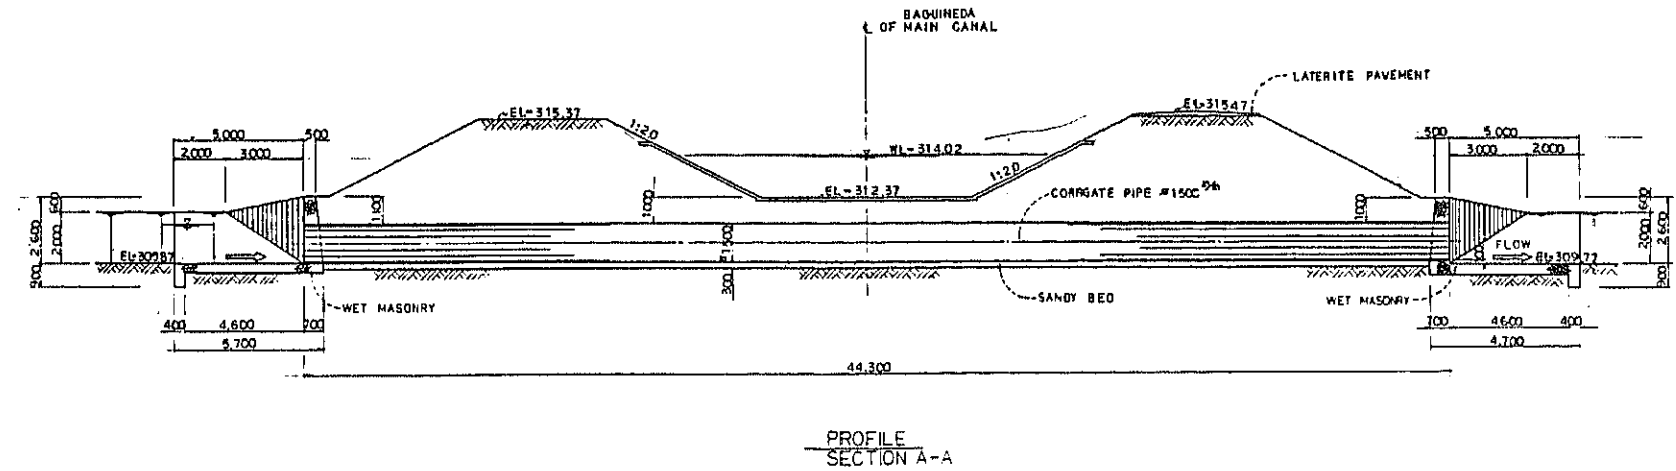 BAGUINEDA
℄ OF MAIN CANAL
LATERITE PAVEMENT
EL-315.37
EL-315.47
1:2.0
WL-314.02
1:2.0
EL-312.37
5,000
500
2,000
3,000
500
5,000
3,000
2,000
CORRGATE PIPE ø1500
600
2,600
2,000
1,100
1,000
1,000
600
2,000
2,600
ø1500
300
EL-309.87
FLOW
EL-309.72
WET MASONRY
SANDY BED
WET MASONRY
400
4,600
700
5,700
700
4,600
400
4,700
44,300
PROFILE
SECTION A-A